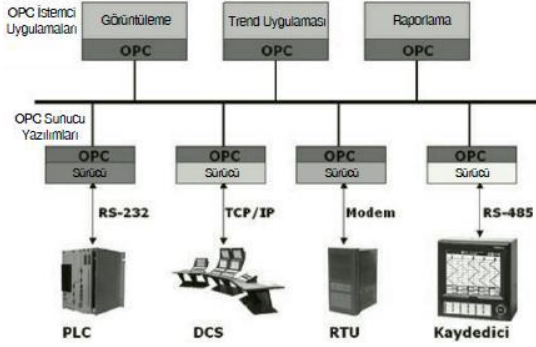 OPC İstemci
Uygulamaları
Görüntüleme
Trend Uygulaması
Raporlama
OPC
OPC
OPC
OPC Sunucu
Yazılımları
OPC
OPC
OPC
OPC
Sürücü
Sürücü
Sürücü
Sürücü
RS-232
TCP/IP
Modem
RS-485
PLC
DCS
RTU
Kaydedici